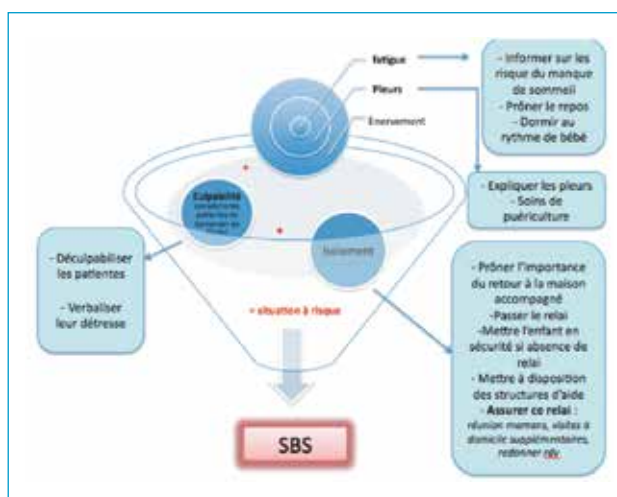 fatigue
Pleurs
Enervement
- Informer sur les
risque du manque
de sommeil
- Prôner le repos
- Dormir au
rythme de bébé
- Expliquer les pleurs
- Soins de
puériculture
Culpabilité
Isolement
- Déculpabiliser
les patientes
- Verbaliser
leur détresse
= situation à risque
- Prôner l'importance
du retour à la maison
accompagné
-Passer le relai
-Mettre l'enfant en
sécurité si absence de
relai
- Mettre à disposition
des structures d'aide
- Assurer ce relai :
réunion mamans, visites à
domicile supplémentaires,
redonner rdv
SBS